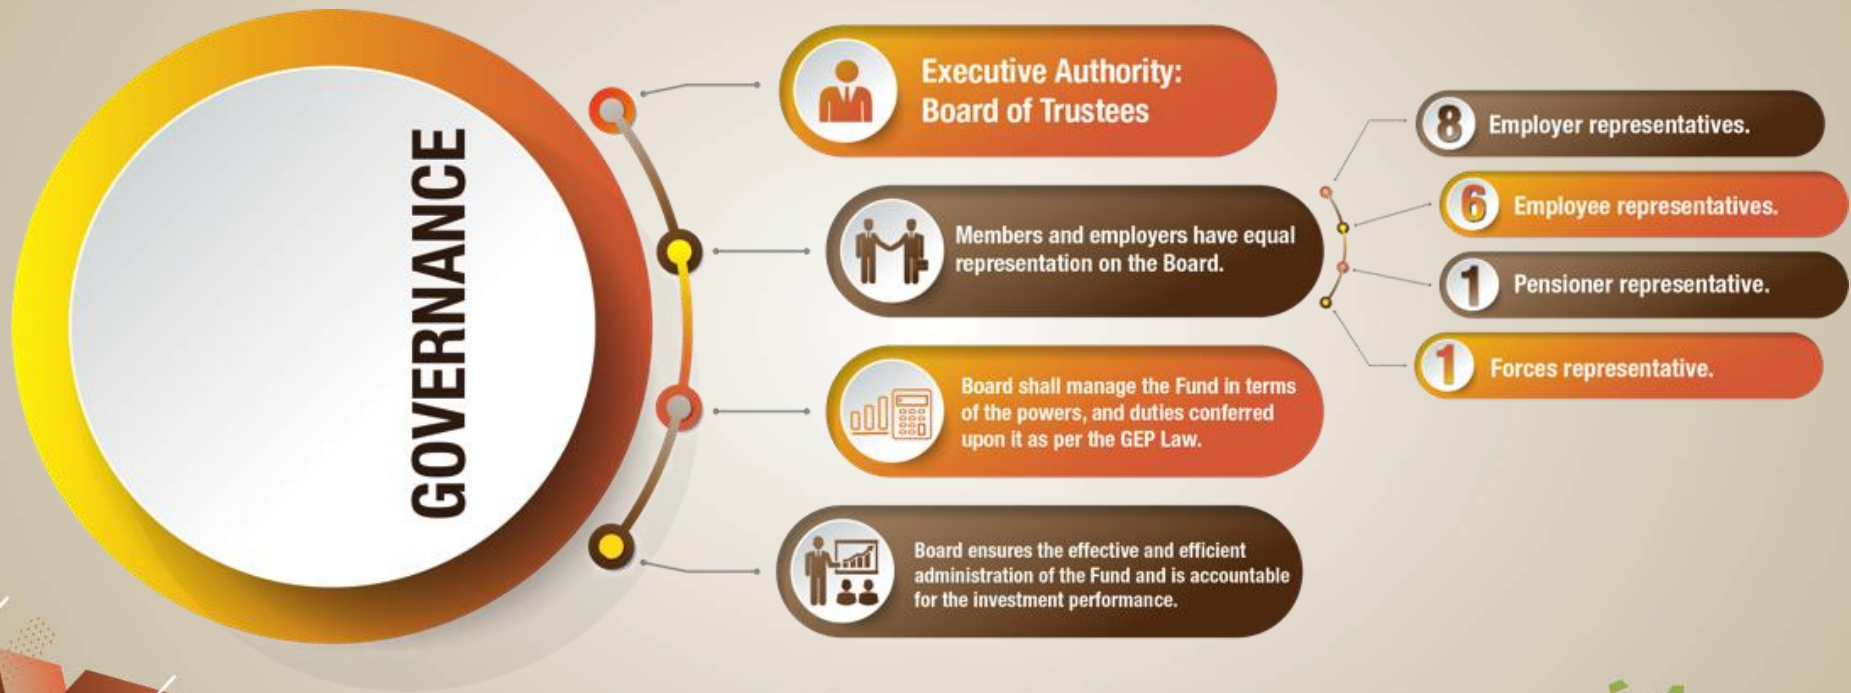 GOVERNANCE
Executive Authority:
Board of Trustees
Members and employers have equal
representation on the Board.
8 Employer representatives.
6 Employee representatives.
1 Pensioner representative.
1 Forces representative.
Board shall manage the Fund in terms
of the powers, and duties conferred
upon it as per the GEP Law.
Board ensures the effective and efficient
administration of the Fund and is accountable
for the investment performance.